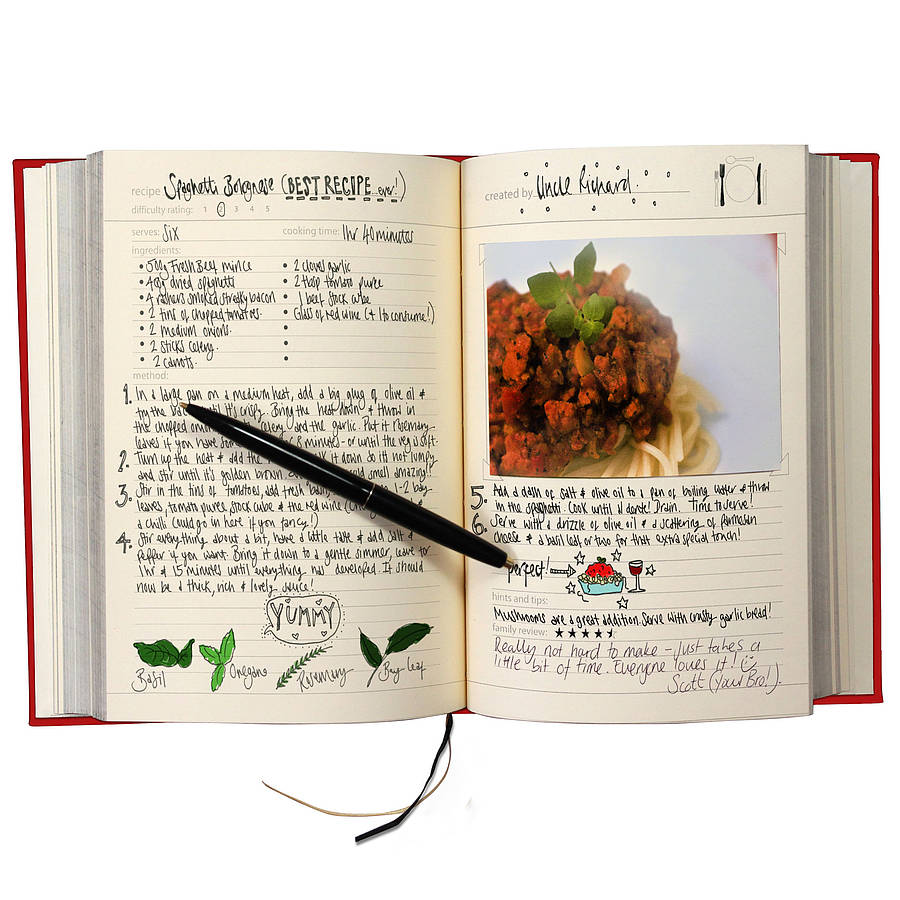 recipe Spaghetti Bolognese (BEST RECIPE ...ever!)
difficulty rating: 1 2 3 4 5
serves: Six cooking time: 1hr 40minutes
ingredients:
• 500g Fresh Beef mince
• 400g dried spaghetti
• 4 rashers smoked streaky bacon
• 2 tins of chopped tomatoes.
• 2 medium onions.
• 2 sticks celery.
• 2 carrots.
• 2 cloves garlic
• 2 tbsp tomato puree
• 1 beef stock cube
• Glass of red wine (+ 1 to consume!)
method:
1. In a large pan on a medium heat, add a big glug of olive oil &
fry the until it's crispy. Bring the heat down & throw in
the chopped celery and the garlic. Put it rosemary
leaves if you have some 8 minutes - or until the veg is soft.
2. Turn up the heat & add the it down so it's not lumpy
and stir until it's golden brown smell amazing!
3. Stir in the tins of tomatoes, add fresh basil, 1-2 bay
leaves, tomato puree, stock cube & the red wine
a chilli could go in here if you fancy!)
4. Stir everything about a bit, have a little taste & add salt &
pepper if you want. Bring it down to a gentle simmer, leave for
1 hr & 15 minutes until everything has developed. It should
now be a thick, rich & lovely sauce!
YUMMY
Basil Oregano Rosemary Bay leaf
created by Uncle Richard.
5. Add a dash of salt & olive oil to a pan of boiling water & throw
in the spaghetti. Cook until al dente! Drain. Time to serve!
6. Serve with a drizzle of olive oil & a scattering of Parmesan
cheese & a basil leaf or two for that extra special touch!
perfect!
hints and tips:
Mushrooms are a great addition. Serve with crusty garlic bread!
family review:
Really not hard to make - just takes a
little bit of time. Everyone loves it!
Scott (Your Bro!).